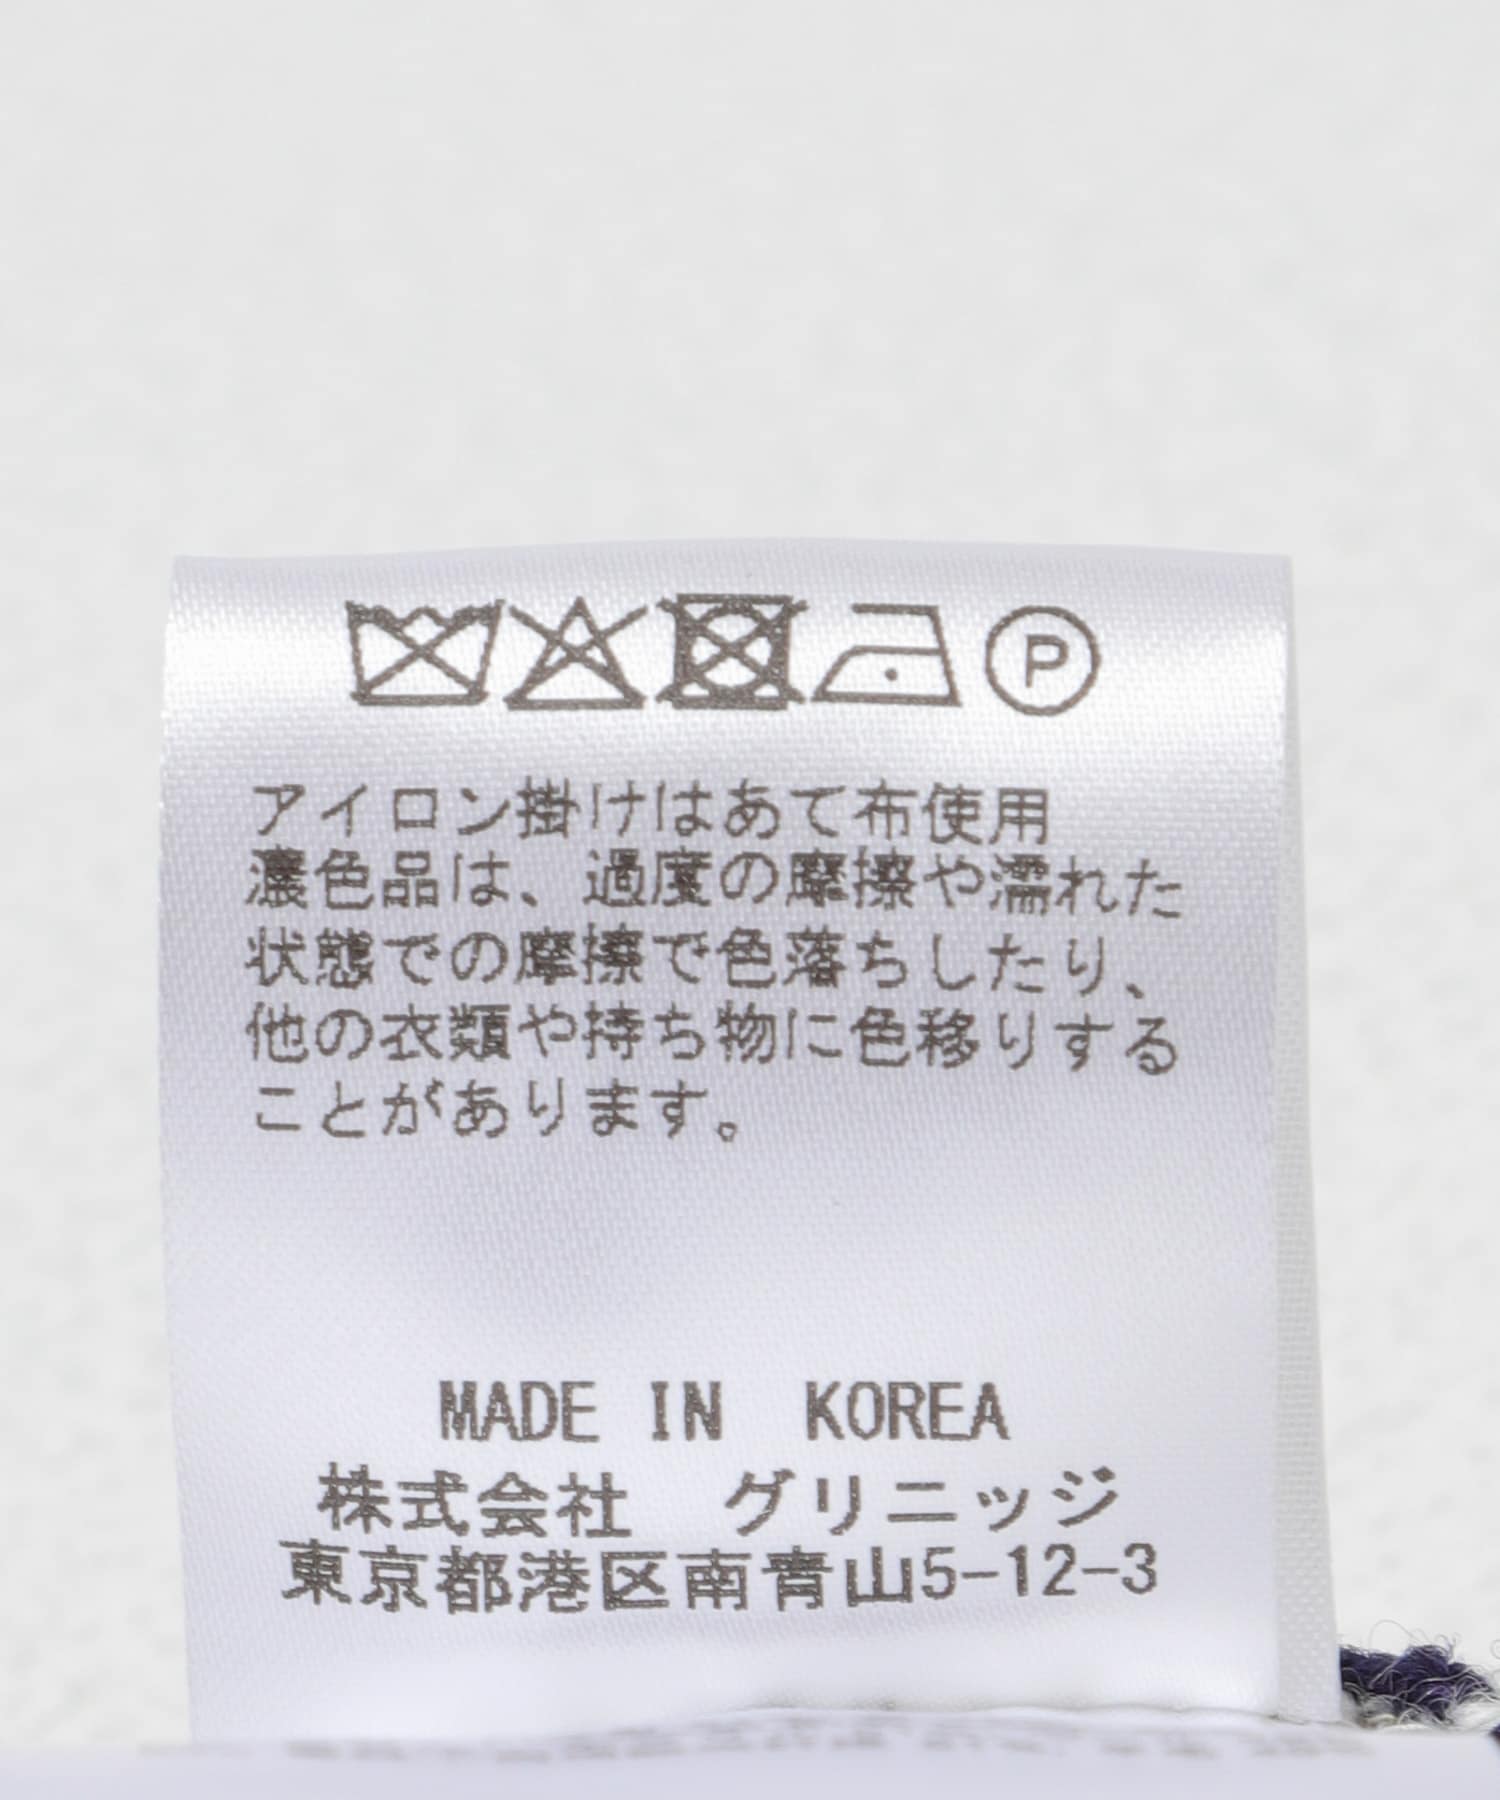 P
アイロン掛けはあて布使用
濃色品は、過度の摩擦や濡れた
状態での摩擦で色落ちしたり、
他の衣類や持ち物に色移りする
ことがあります。
MADE IN KOREA
株式会社 グリニッジ
東京都港区南青山5-12-3